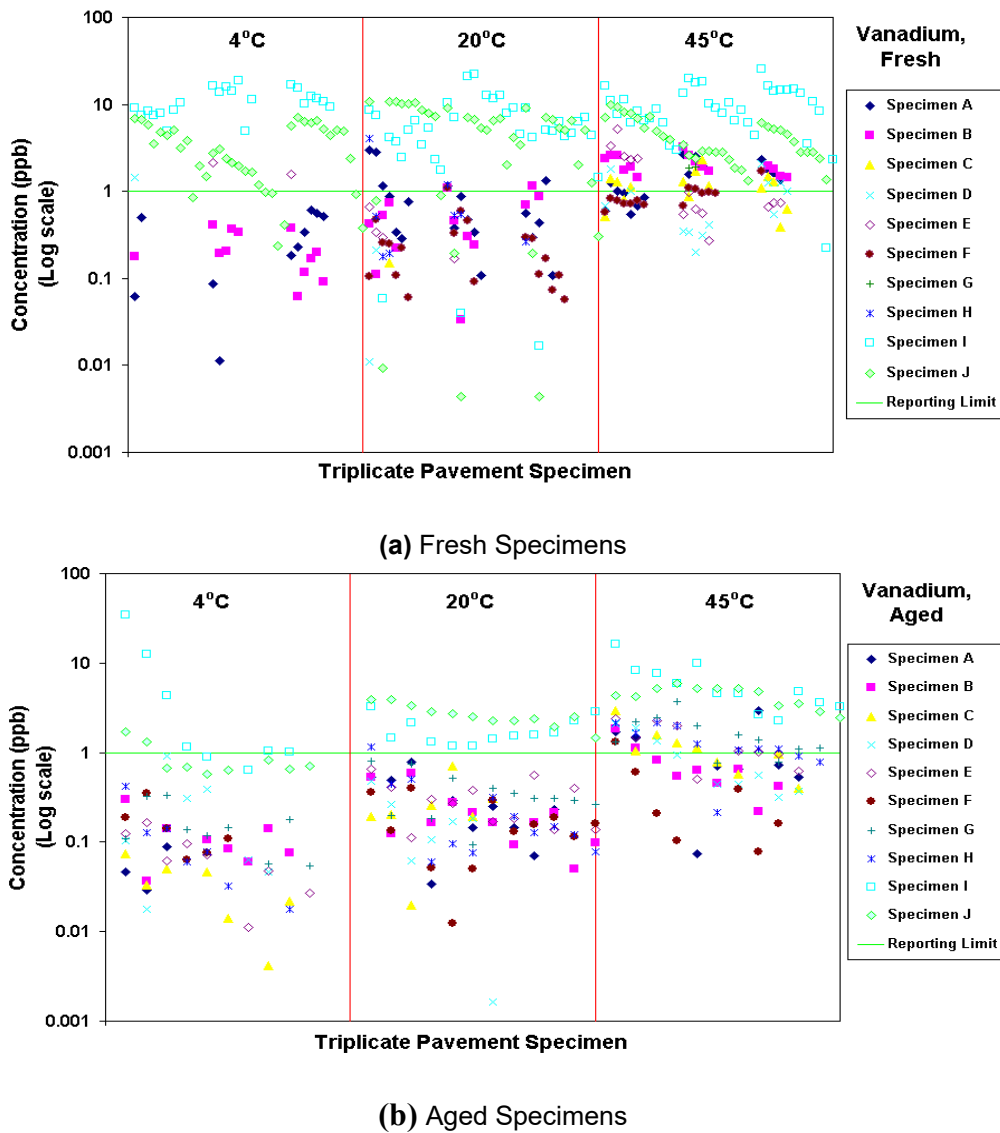 100
10
1
0.1
0.01
0.001
Concentration (ppb)
(Log scale)
4°C
20°C
45°C
Triplicate Pavement Specimen
Vanadium,
Fresh
Specimen A
Specimen B
Specimen C
Specimen D
Specimen E
Specimen F
Specimen G
Specimen H
Specimen I
Specimen J
Reporting Limit
(a) Fresh Specimens
100
10
1
0.1
0.01
0.001
Concentration (ppb)
(Log scale)
4°C
20°C
45°C
Triplicate Pavement Specimen
Vanadium,
Aged
Specimen A
Specimen B
Specimen C
Specimen D
Specimen E
Specimen F
Specimen G
Specimen H
Specimen I
Specimen J
Reporting Limit
(b) Aged Specimens